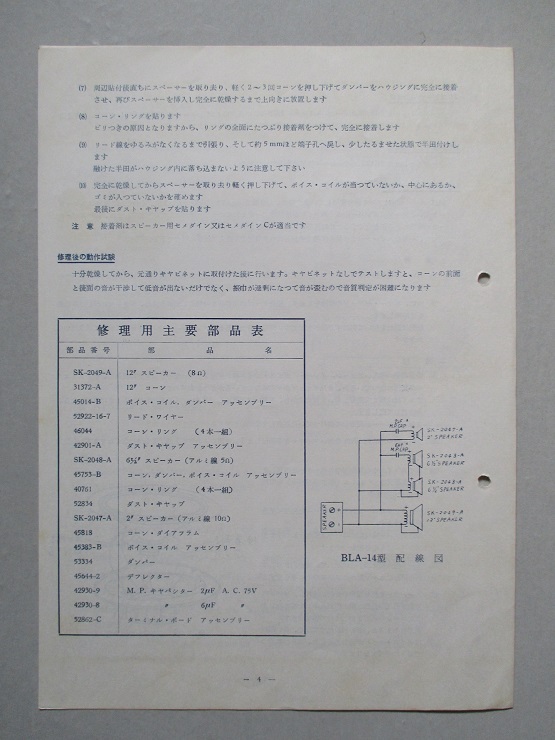 (7) 周辺貼付後直ちにスペーサーを取り去り、軽く2～3回コーンを押し下げてダンパーをハウジングに完全に接着
させ、再びスペーサーを挿入し完全に乾燥するまで上向きに放置します
(8) コーン・リングを貼ります
ビリつきの原因となりますから、リングの全面にたっぷり接着剤をつけて、完全に接着します
(9) リード線をゆるみがなくなるまで引張り、そして約5mmほど端子孔へ戻し、少したるませた状態で半田付けし
ます
融けた半田がハウジング内に落ち込まないように注意して下さい
(10) 完全に乾燥してからスペーサーを取り去り軽く押し下げて、ボイス・コイルが当つていないか、中心にあるか、
ゴミが入つていないかを確めます
最後にダスト・キヤップを貼ります
注 意 接着剤はスピーカー用セメダイン又はセメダインCが適当です
修理後の動作試験
十分乾燥してから、元通りキヤビネットに取付けた後に行います。キヤビネットなしでテストしますと、コーンの前面
と後面の音が干渉して低音が出ないだけでなく、振巾が過剰になつて音が歪むので音質判定が困難になります
修理用主要部品表
部品番号 部 品 名
SK-2049-A 12″ スピーカー (8Ω)
31372-A 12″ コーン
45014-B ボイス・コイル、ダンパー アッセンブリー
52922-16-7 リード・ワイヤー
46044 コーン・リング (4本一組)
42901-A ダスト・キヤップ アッセンブリー
SK-2048-A 6½″ スピーカー (アルミ線 5Ω)
45753-B コーン、ダンパー、ボイス・コイル アッセンブリー
40761 コーン・リング (4本一組)
52834 ダスト・キヤップ
SK-2047-A 2″ スピーカー (アルミ線 10Ω)
45818 コーン・ダイアフラム
45383-B ボイス・コイル アッセンブリー
53334 ダンパー
45644-2 デフレクター
42930-9 M. P. キヤパシター 2μF A. C. 75V
42930-8 〃 6μF 〃
52862-C ターミナル・ボード アッセンブリー
2μF
M.P.CAP.
SK-2047-A
2" SPEAKER
6μF
M.P.CAP.
SK-2048-A
6½" SPEAKER
SK-2048-A
6½" SPEAKER
SK-2049-A
12" SPEAKER
SPEAKER
+
-
BLA-14型 配線図
— 4 —